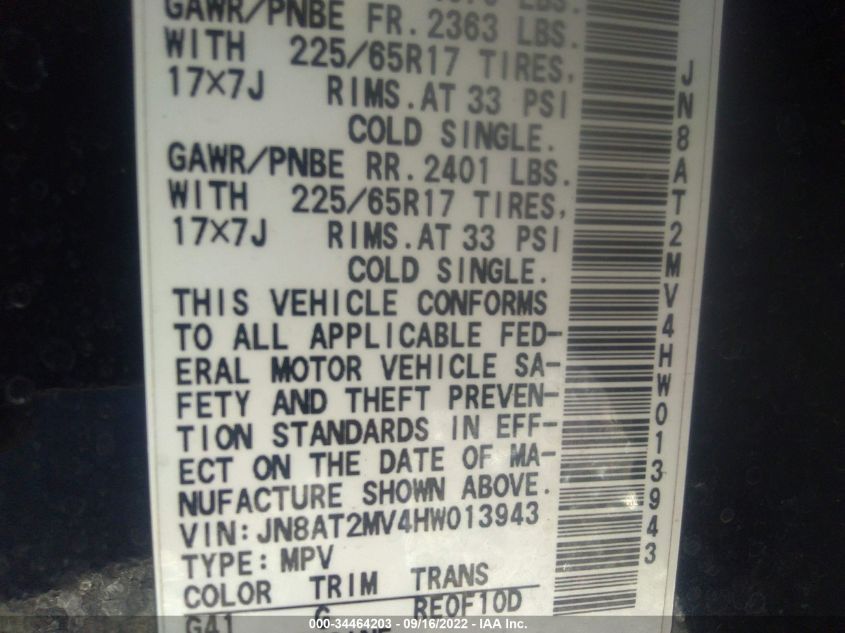 GAWR/PNBE FR. 2363 LBS.
WITH 225/65R17 TIRES,
17×7J RIMS.AT 33 PSI
COLD SINGLE.
GAWR/PNBE RR. 2401 LBS.
WITH 225/65R17 TIRES,
17×7J RIMS.AT 33 PSI
COLD SINGLE.
THIS VEHICLE CONFORMS
TO ALL APPLICABLE FED-
ERAL MOTOR VEHICLE SA-
FETY AND THEFT PREVEN-
TION STANDARDS IN EFF-
ECT ON THE DATE OF MA-
NUFACTURE SHOWN ABOVE.
VIN:JN8AT2MV4HW013943
TYPE:MPV
COLOR TRIM TRANS
G41 G RE0F10D
JN8AT2MV4HW013943
000-34464203 - 09/16/2022 - IAA Inc.